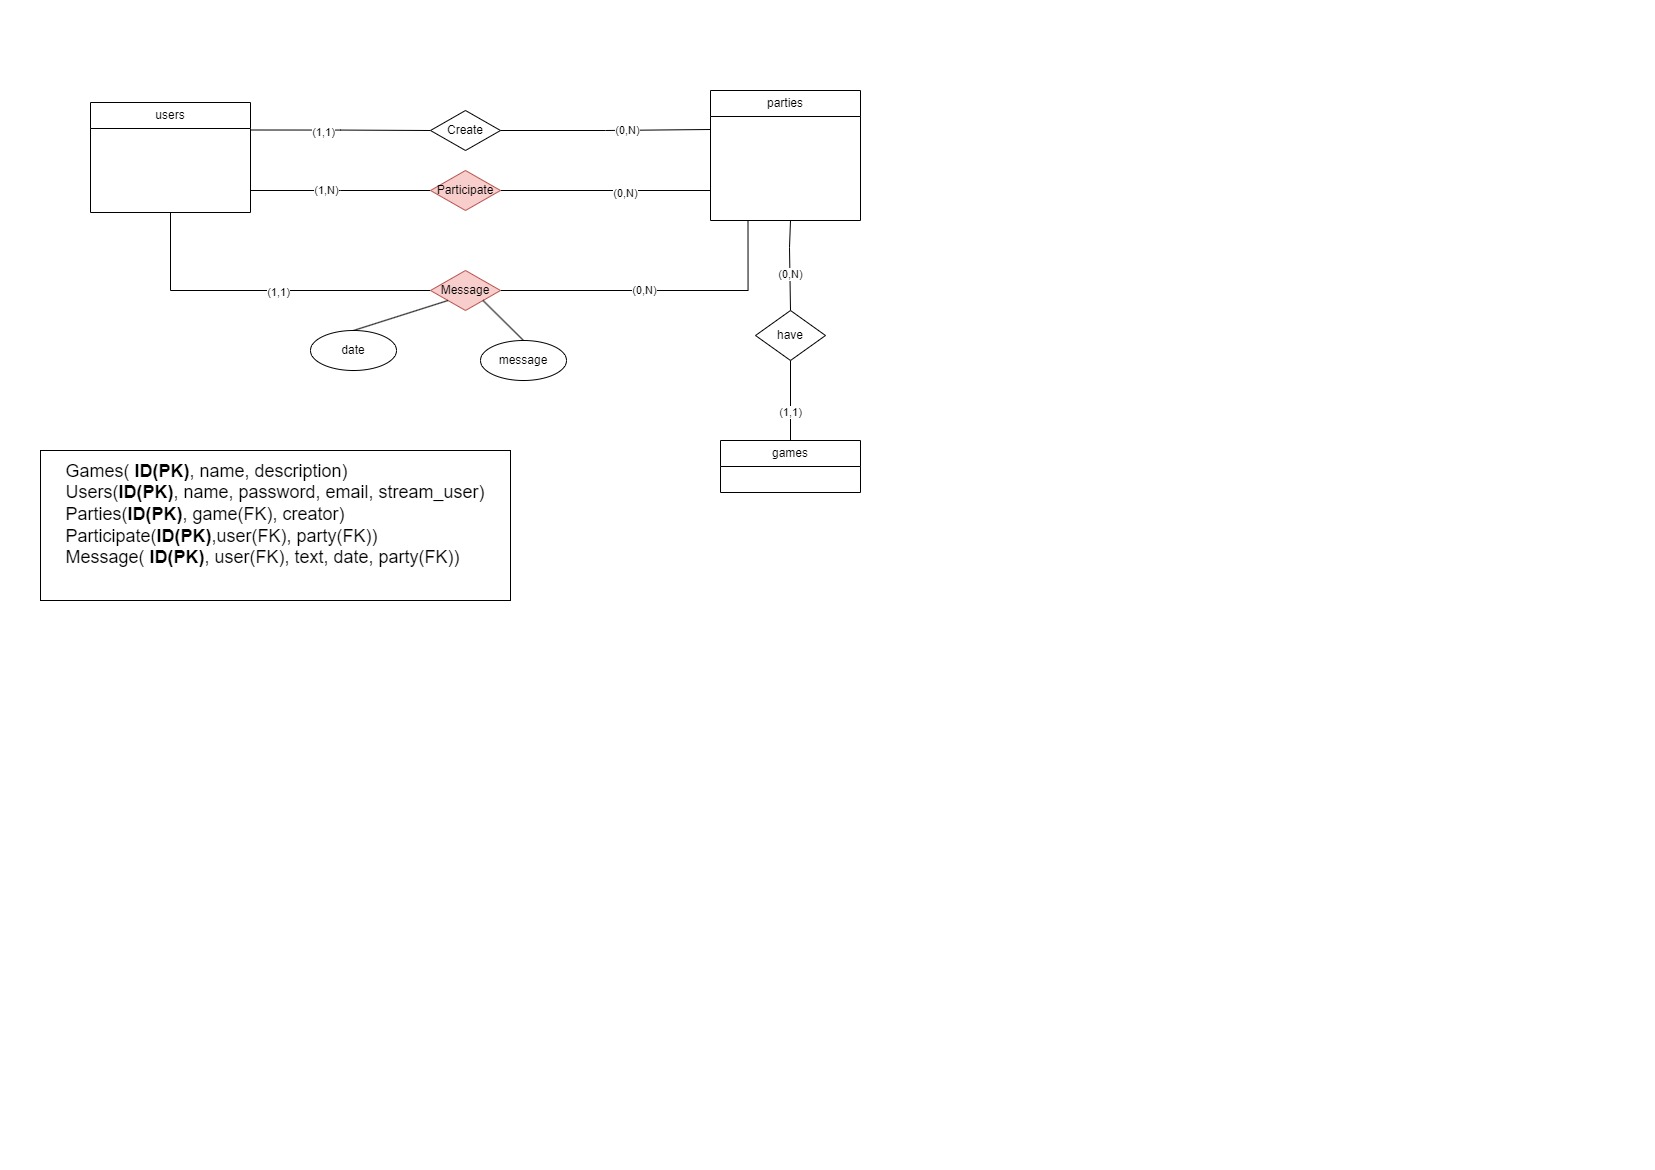 users
parties
(1,1)
Create
(0,N)
(1,N)
Participate
(0,N)
(1,1)
Message
(0,N)
(0,N)
date
message
have
(1,1)
games
Games( ID(PK), name, description)
Users(ID(PK), name, password, email, stream_user)
Parties(ID(PK), game(FK), creator)
Participate(ID(PK),user(FK), party(FK))
Message( ID(PK), user(FK), text, date, party(FK))